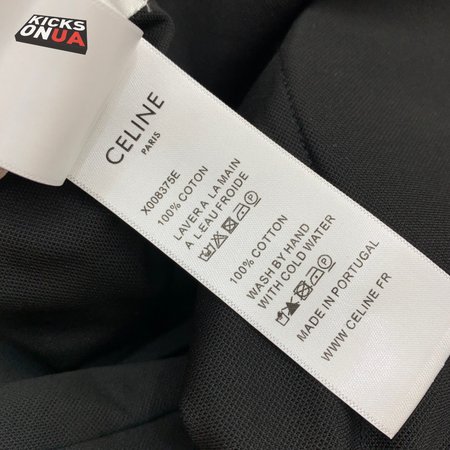 KICKS
ONUA
CELINE
PARIS
X008375E
100% COTON
LAVER A LA MAIN
A L'EAU FROIDE
100% COTTON
WASH BY HAND
WITH COLD WATER
MADE IN PORTUGAL
WWW.CELINE.FR